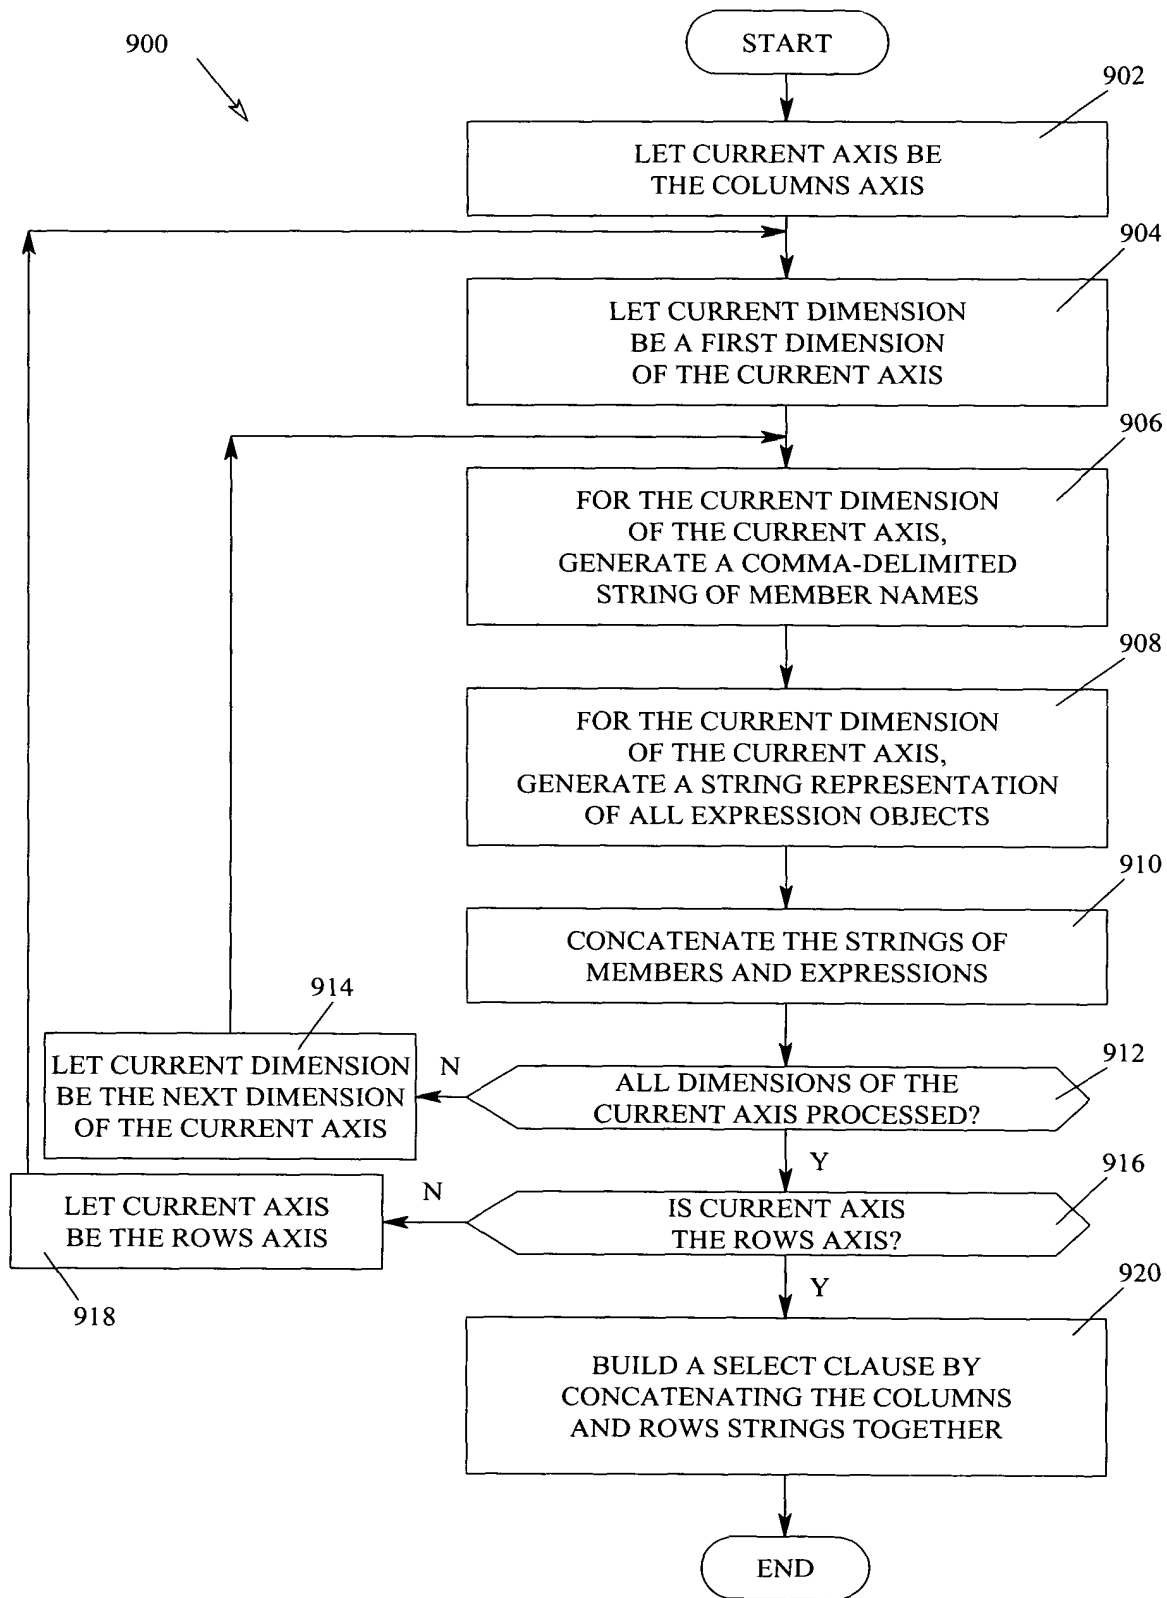 900
START
902
LET CURRENT AXIS BE
THE COLUMNS AXIS
904
LET CURRENT DIMENSION
BE A FIRST DIMENSION
OF THE CURRENT AXIS
906
FOR THE CURRENT DIMENSION
OF THE CURRENT AXIS,
GENERATE A COMMA-DELIMITED
STRING OF MEMBER NAMES
908
FOR THE CURRENT DIMENSION
OF THE CURRENT AXIS,
GENERATE A STRING REPRESENTATION
OF ALL EXPRESSION OBJECTS
910
CONCATENATE THE STRINGS OF
MEMBERS AND EXPRESSIONS
912
ALL DIMENSIONS OF THE
CURRENT AXIS PROCESSED?
N
914
LET CURRENT DIMENSION
BE THE NEXT DIMENSION
OF THE CURRENT AXIS
Y
916
IS CURRENT AXIS
THE ROWS AXIS?
N
LET CURRENT AXIS
BE THE ROWS AXIS
918
Y
920
BUILD A SELECT CLAUSE BY
CONCATENATING THE COLUMNS
AND ROWS STRINGS TOGETHER
END